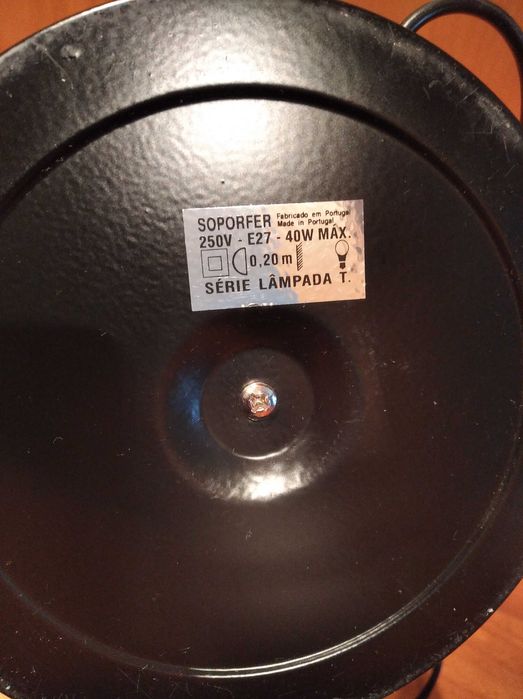 SOPORFER Fabricado em Portugal
Made in Portugal
250V - E27 - 40W MÁX.
0,20 m
SÉRIE LÂMPADA T.